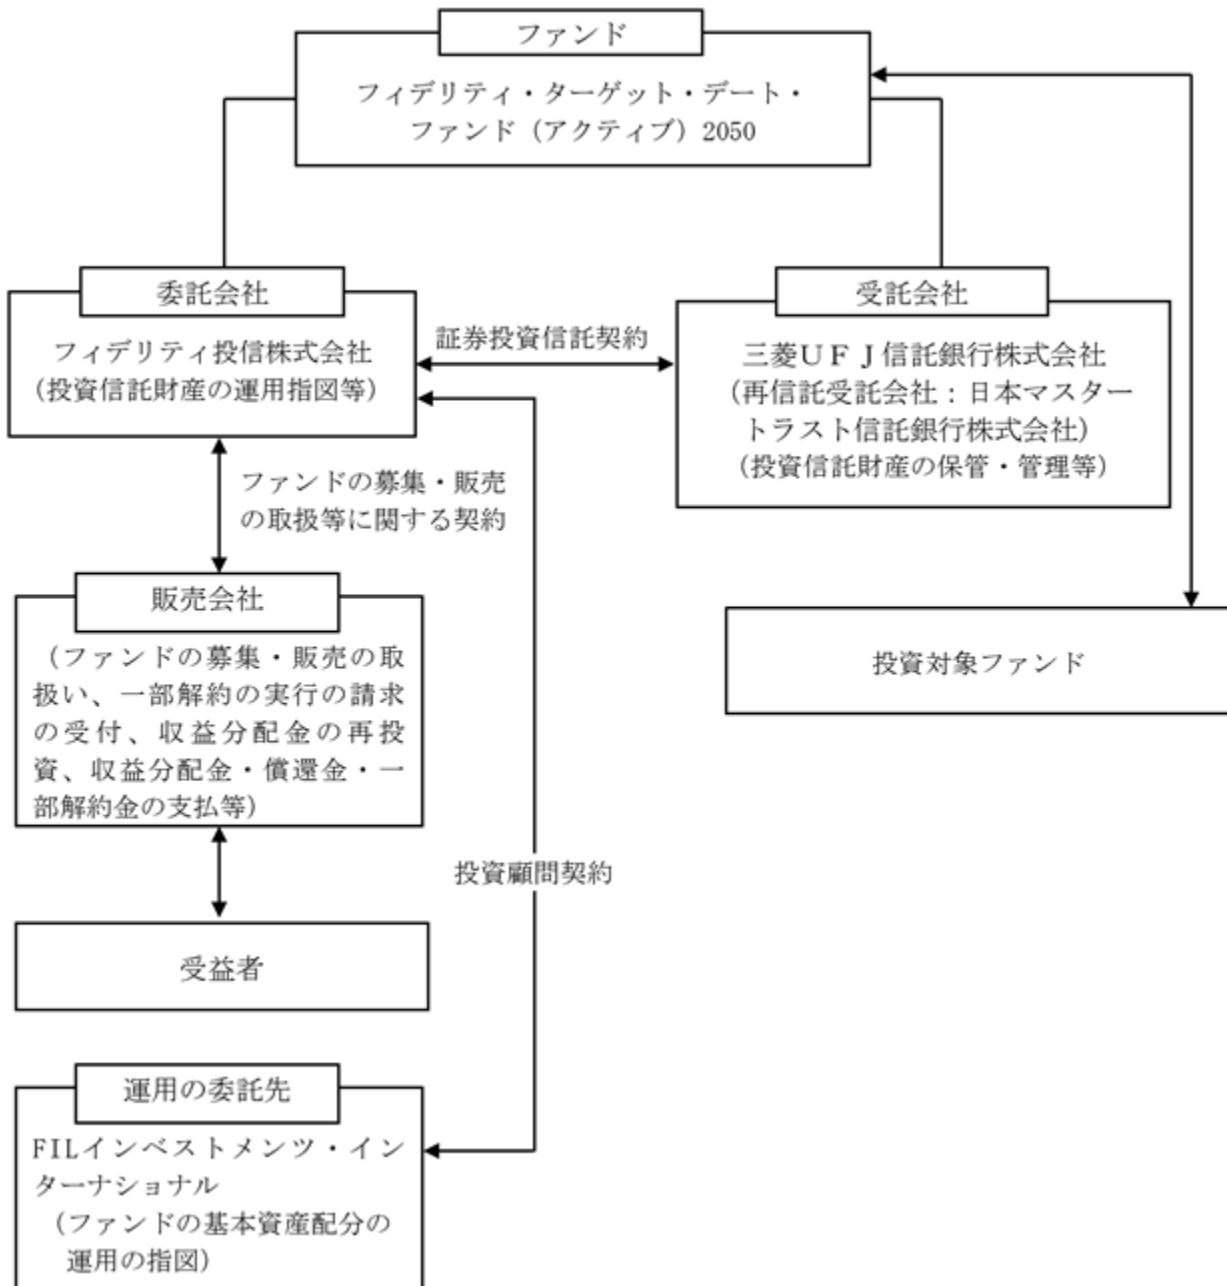 ファンド
フィデリティ・ターゲット・デート・
ファンド（アクティブ）2050
委託会社
フィデリティ投信株式会社
（投資信託財産の運用指図等）
証券投資信託契約
受託会社
三菱ＵＦＪ信託銀行株式会社
（再信託受託会社：日本マスター
トラスト信託銀行株式会社）
（投資信託財産の保管・管理等）
ファンドの募集・販売
の取扱等に関する契約
販売会社
（ファンドの募集・販売の取
扱い、一部解約の実行の請求
の受付、収益分配金の再投
資、収益分配金・償還金・一
部解約金の支払等）
投資対象ファンド
投資顧問契約
受益者
運用の委託先
FILインベストメンツ・イン
ターナショナル
（ファンドの基本資産配分の
運用の指図）